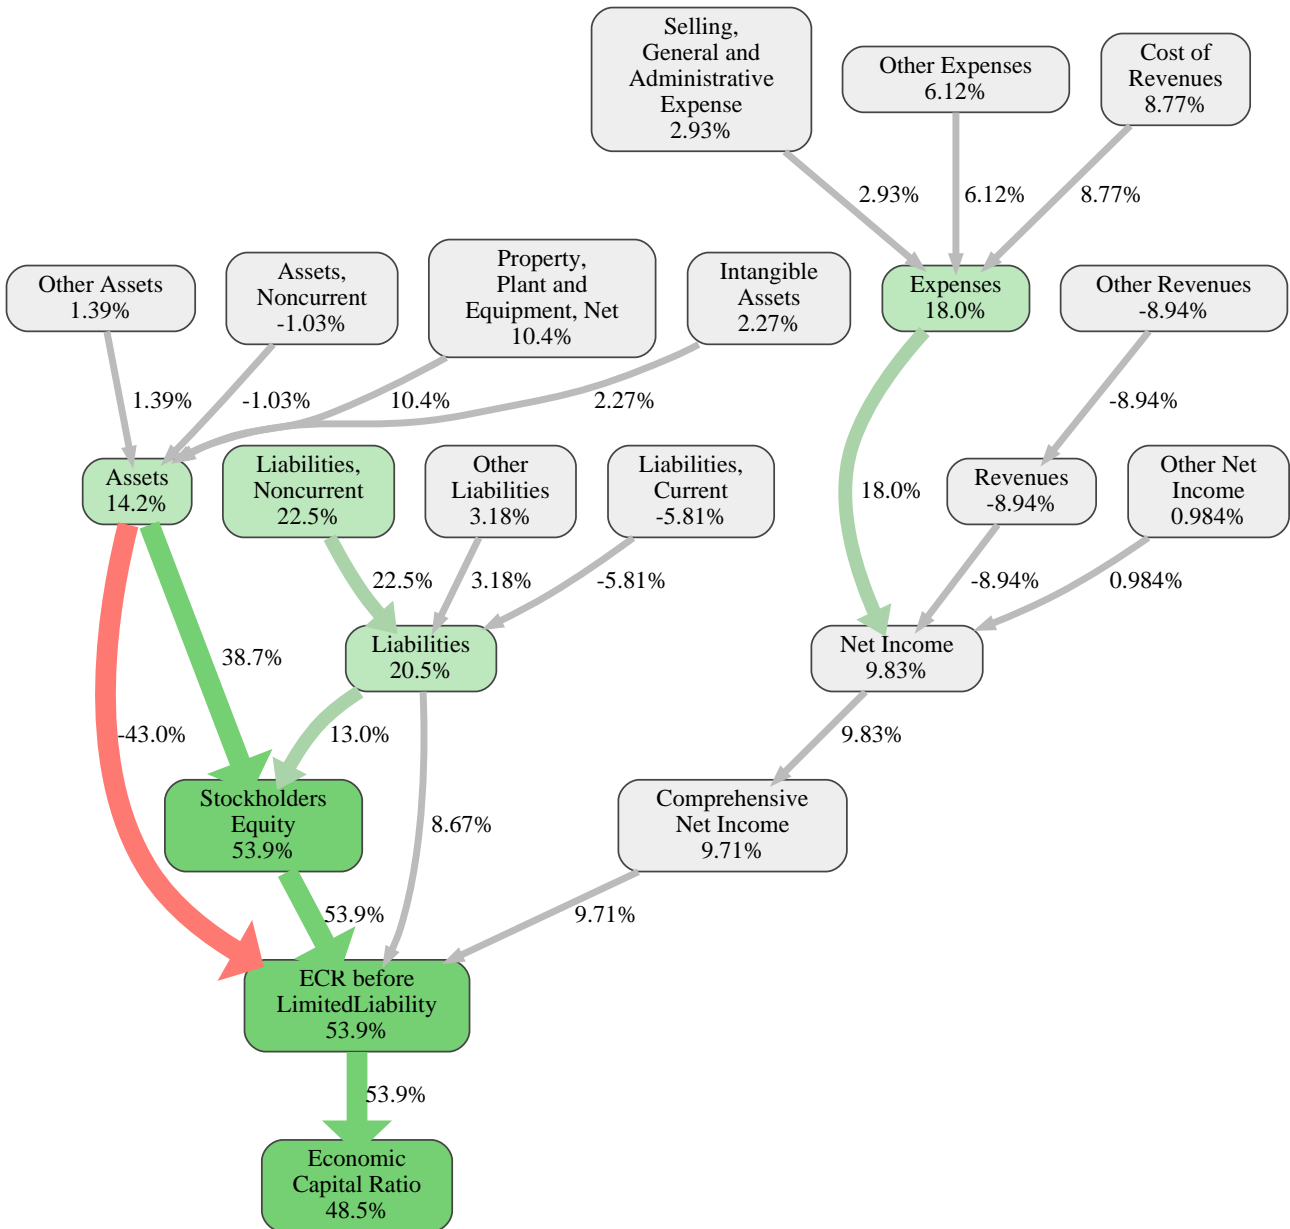 Selling,
General and
Administrative
Expense
2.93%
Other Expenses
6.12%
Cost of
Revenues
8.77%
2.93%
6.12%
8.77%
Other Assets
1.39%
Assets,
Noncurrent
-1.03%
Property,
Plant and
Equipment, Net
10.4%
Intangible
Assets
2.27%
Expenses
18.0%
Other Revenues
-8.94%
1.39%
-1.03%
10.4%
2.27%
-8.94%
Assets
14.2%
Liabilities,
Noncurrent
22.5%
Other
Liabilities
3.18%
Liabilities,
Current
-5.81%
18.0%
Revenues
-8.94%
Other Net
Income
0.984%
22.5%
3.18%
-5.81%
-8.94%
0.984%
38.7%
Liabilities
20.5%
Net Income
9.83%
-43.0%
13.0%
9.83%
Stockholders
Equity
53.9%
8.67%
Comprehensive
Net Income
9.71%
53.9%
9.71%
ECR before
LimitedLiability
53.9%
53.9%
Economic
Capital Ratio
48.5%